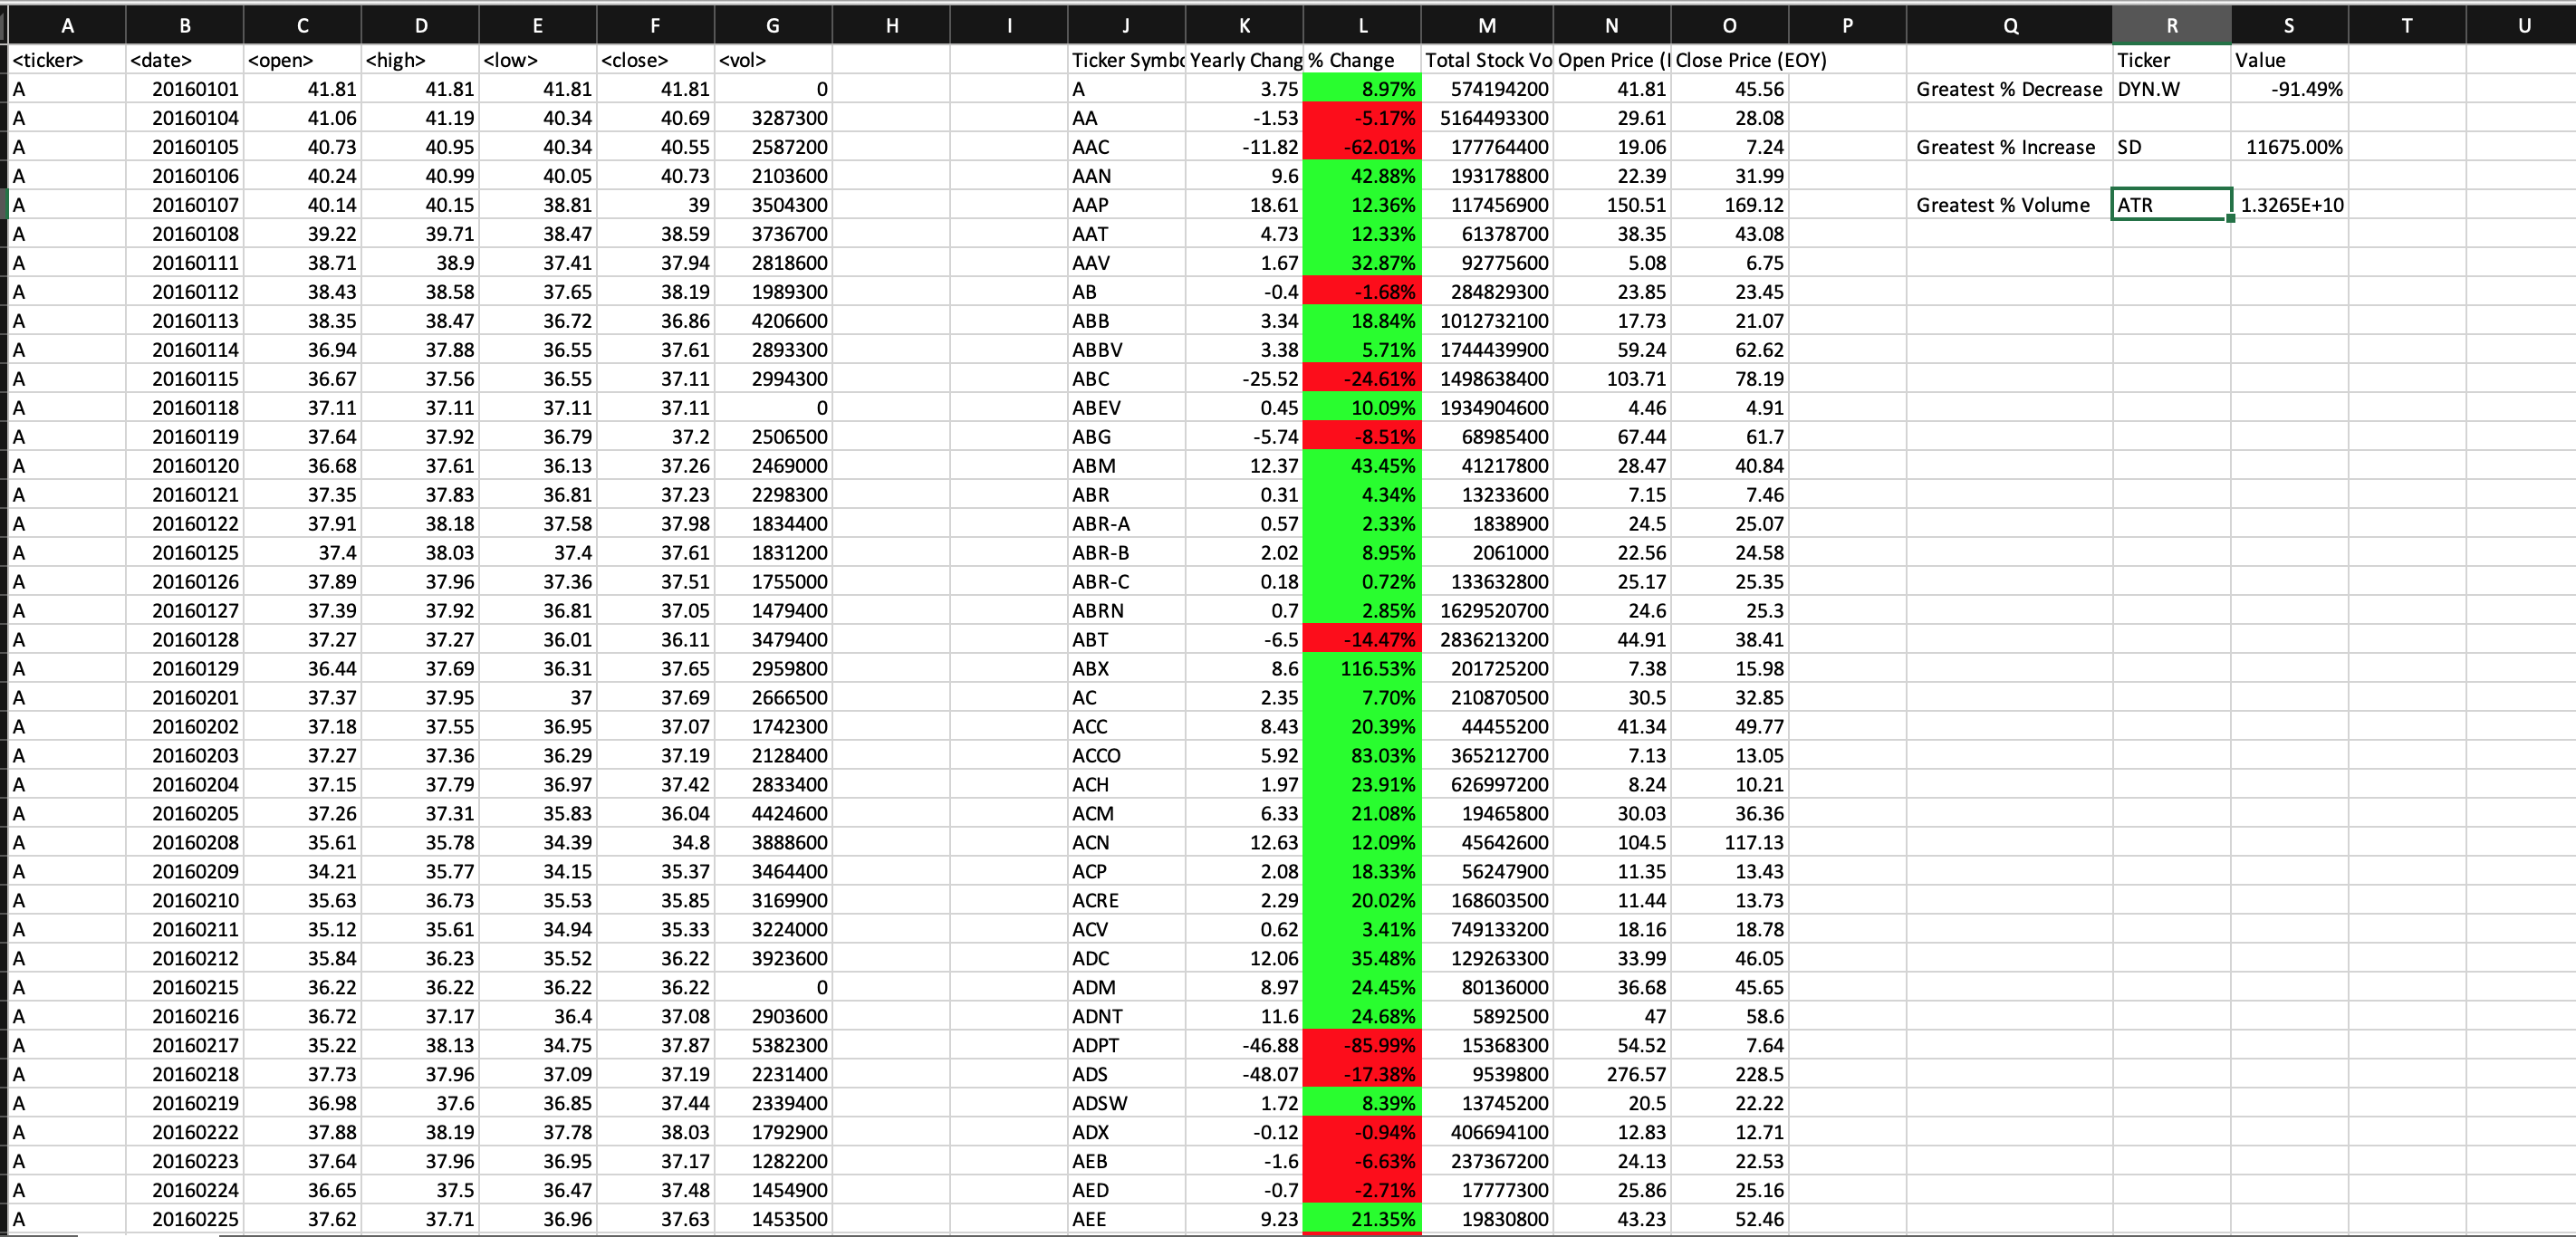 A B C D E F G H I J K L M N O P Q R S T U
<ticker> <date> <open> <high> <low> <close> <vol> Ticker Symbo Yearly Chang % Change Total Stock Vo Open Price (I Close Price (EOY) Ticker Value
A 20160101 41.81 41.81 41.81 41.81 0 A 3.75 8.97% 574194200 41.81 45.56 Greatest % Decrease DYN.W -91.49%
A 20160104 41.06 41.19 40.34 40.69 3287300 AA -1.53 -5.17% 5164493300 29.61 28.08
A 20160105 40.73 40.95 40.34 40.55 2587200 AAC -11.82 -62.01% 177764400 19.06 7.24 Greatest % Increase SD 11675.00%
A 20160106 40.24 40.99 40.05 40.73 2103600 AAN 9.6 42.88% 193178800 22.39 31.99
A 20160107 40.14 40.15 38.81 39 3504300 AAP 18.61 12.36% 117456900 150.51 169.12 Greatest % Volume ATR 1.3265E+10
A 20160108 39.22 39.71 38.47 38.59 3736700 AAT 4.73 12.33% 61378700 38.35 43.08
A 20160111 38.71 38.9 37.41 37.94 2818600 AAV 1.67 32.87% 92775600 5.08 6.75
A 20160112 38.43 38.58 37.65 38.19 1989300 AB -0.4 -1.68% 284829300 23.85 23.45
A 20160113 38.35 38.47 36.72 36.86 4206600 ABB 3.34 18.84% 1012732100 17.73 21.07
A 20160114 36.94 37.88 36.55 37.61 2893300 ABBV 3.38 5.71% 1744439900 59.24 62.62
A 20160115 36.67 37.56 36.55 37.11 2994300 ABC -25.52 -24.61% 1498638400 103.71 78.19
A 20160118 37.11 37.11 37.11 37.11 0 ABEV 0.45 10.09% 1934904600 4.46 4.91
A 20160119 37.64 37.92 36.79 37.2 2506500 ABG -5.74 -8.51% 68985400 67.44 61.7
A 20160120 36.68 37.61 36.13 37.26 2469000 ABM 12.37 43.45% 41217800 28.47 40.84
A 20160121 37.35 37.83 36.81 37.23 2298300 ABR 0.31 4.34% 13233600 7.15 7.46
A 20160122 37.91 38.18 37.58 37.98 1834400 ABR-A 0.57 2.33% 1838900 24.5 25.07
A 20160125 37.4 38.03 37.4 37.61 1831200 ABR-B 2.02 8.95% 2061000 22.56 24.58
A 20160126 37.89 37.96 37.36 37.51 1755000 ABR-C 0.18 0.72% 133632800 25.17 25.35
A 20160127 37.39 37.92 36.81 37.05 1479400 ABRN 0.7 2.85% 1629520700 24.6 25.3
A 20160128 37.27 37.27 36.01 36.11 3479400 ABT -6.5 -14.47% 2836213200 44.91 38.41
A 20160129 36.44 37.69 36.31 37.65 2959800 ABX 8.6 116.53% 201725200 7.38 15.98
A 20160201 37.37 37.95 37 37.69 2666500 AC 2.35 7.70% 210870500 30.5 32.85
A 20160202 37.18 37.55 36.95 37.07 1742300 ACC 8.43 20.39% 44455200 41.34 49.77
A 20160203 37.27 37.36 36.29 37.19 2128400 ACCO 5.92 83.03% 365212700 7.13 13.05
A 20160204 37.15 37.79 36.97 37.42 2833400 ACH 1.97 23.91% 626997200 8.24 10.21
A 20160205 37.26 37.31 35.83 36.04 4424600 ACM 6.33 21.08% 19465800 30.03 36.36
A 20160208 35.61 35.78 34.39 34.8 3888600 ACN 12.63 12.09% 45642600 104.5 117.13
A 20160209 34.21 35.77 34.15 35.37 3464400 ACP 2.08 18.33% 56247900 11.35 13.43
A 20160210 35.63 36.73 35.53 35.85 3169900 ACRE 2.29 20.02% 168603500 11.44 13.73
A 20160211 35.12 35.61 34.94 35.33 3224000 ACV 0.62 3.41% 749133200 18.16 18.78
A 20160212 35.84 36.23 35.52 36.22 3923600 ADC 12.06 35.48% 129263300 33.99 46.05
A 20160215 36.22 36.22 36.22 36.22 0 ADM 8.97 24.45% 80136000 36.68 45.65
A 20160216 36.72 37.17 36.4 37.08 2903600 ADNT 11.6 24.68% 5892500 47 58.6
A 20160217 35.22 38.13 34.75 37.87 5382300 ADPT -46.88 -85.99% 15368300 54.52 7.64
A 20160218 37.73 37.96 37.09 37.19 2231400 ADS -48.07 -17.38% 9539800 276.57 228.5
A 20160219 36.98 37.6 36.85 37.44 2339400 ADSW 1.72 8.39% 13745200 20.5 22.22
A 20160222 37.88 38.19 37.78 38.03 1792900 ADX -0.12 -0.94% 406694100 12.83 12.71
A 20160223 37.64 37.96 36.95 37.17 1282200 AEB -1.6 -6.63% 237367200 24.13 22.53
A 20160224 36.65 37.5 36.47 37.48 1454900 AED -0.7 -2.71% 17777300 25.86 25.16
A 20160225 37.62 37.71 36.96 37.63 1453500 AEE 9.23 21.35% 19830800 43.23 52.46